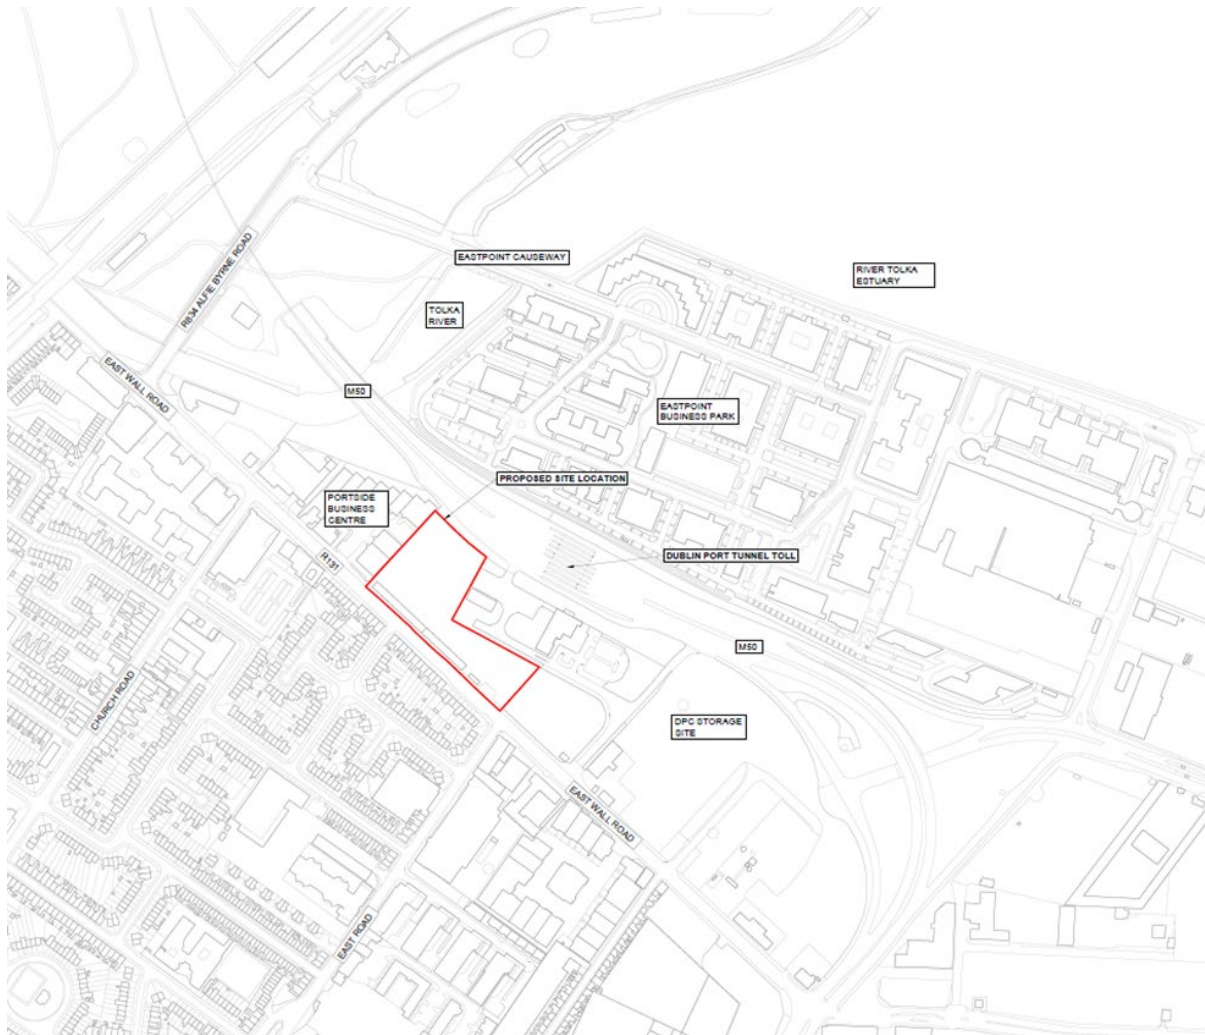 EASTPOINT CAUSEWAY
RIVER TOLKA
ESTUARY
R834 ALFIE BYRNE ROAD
TOLKA
RIVER
EAST WALL ROAD
M50
EASTPOINT
BUSINESS PARK
PROPOSED SITE LOCATION
PORTSIDE
BUSINESS
CENTRE
R131
DUBLIN PORT TUNNEL TOLL
M50
CHURCH ROAD
DPC STORAGE
SITE
EAST WALL ROAD
EAST ROAD